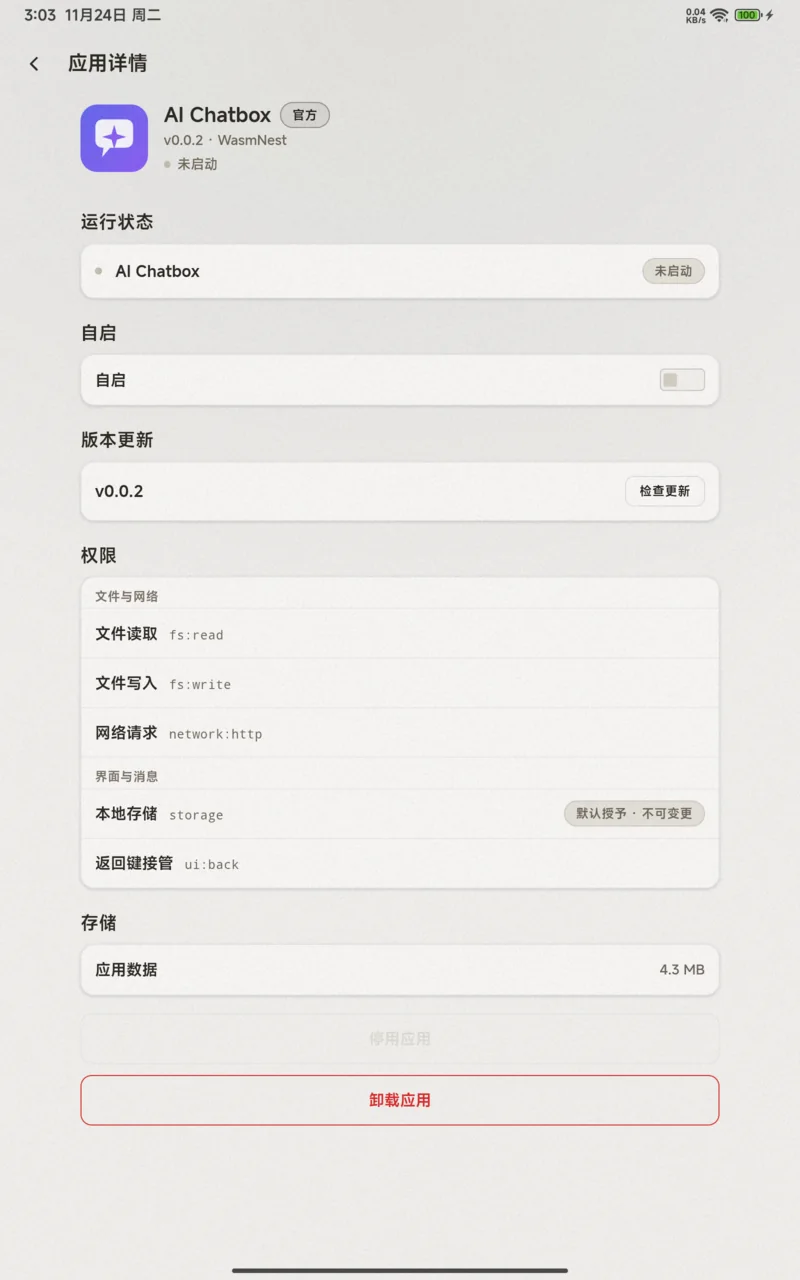 3:03 11月24日 周二
0.04 KB/s 100
应用详情
AI Chatbox 官方
v0.0.2 · WasmNest
未启动
运行状态
AI Chatbox 未启动
自启
自启
版本更新
v0.0.2 检查更新
权限
文件与网络
文件读取 fs:read
文件写入 fs:write
网络请求 network:http
界面与消息
本地存储 storage 默认授予 · 不可变更
返回键接管 ui:back
存储
应用数据 4.3 MB
停用应用
卸载应用